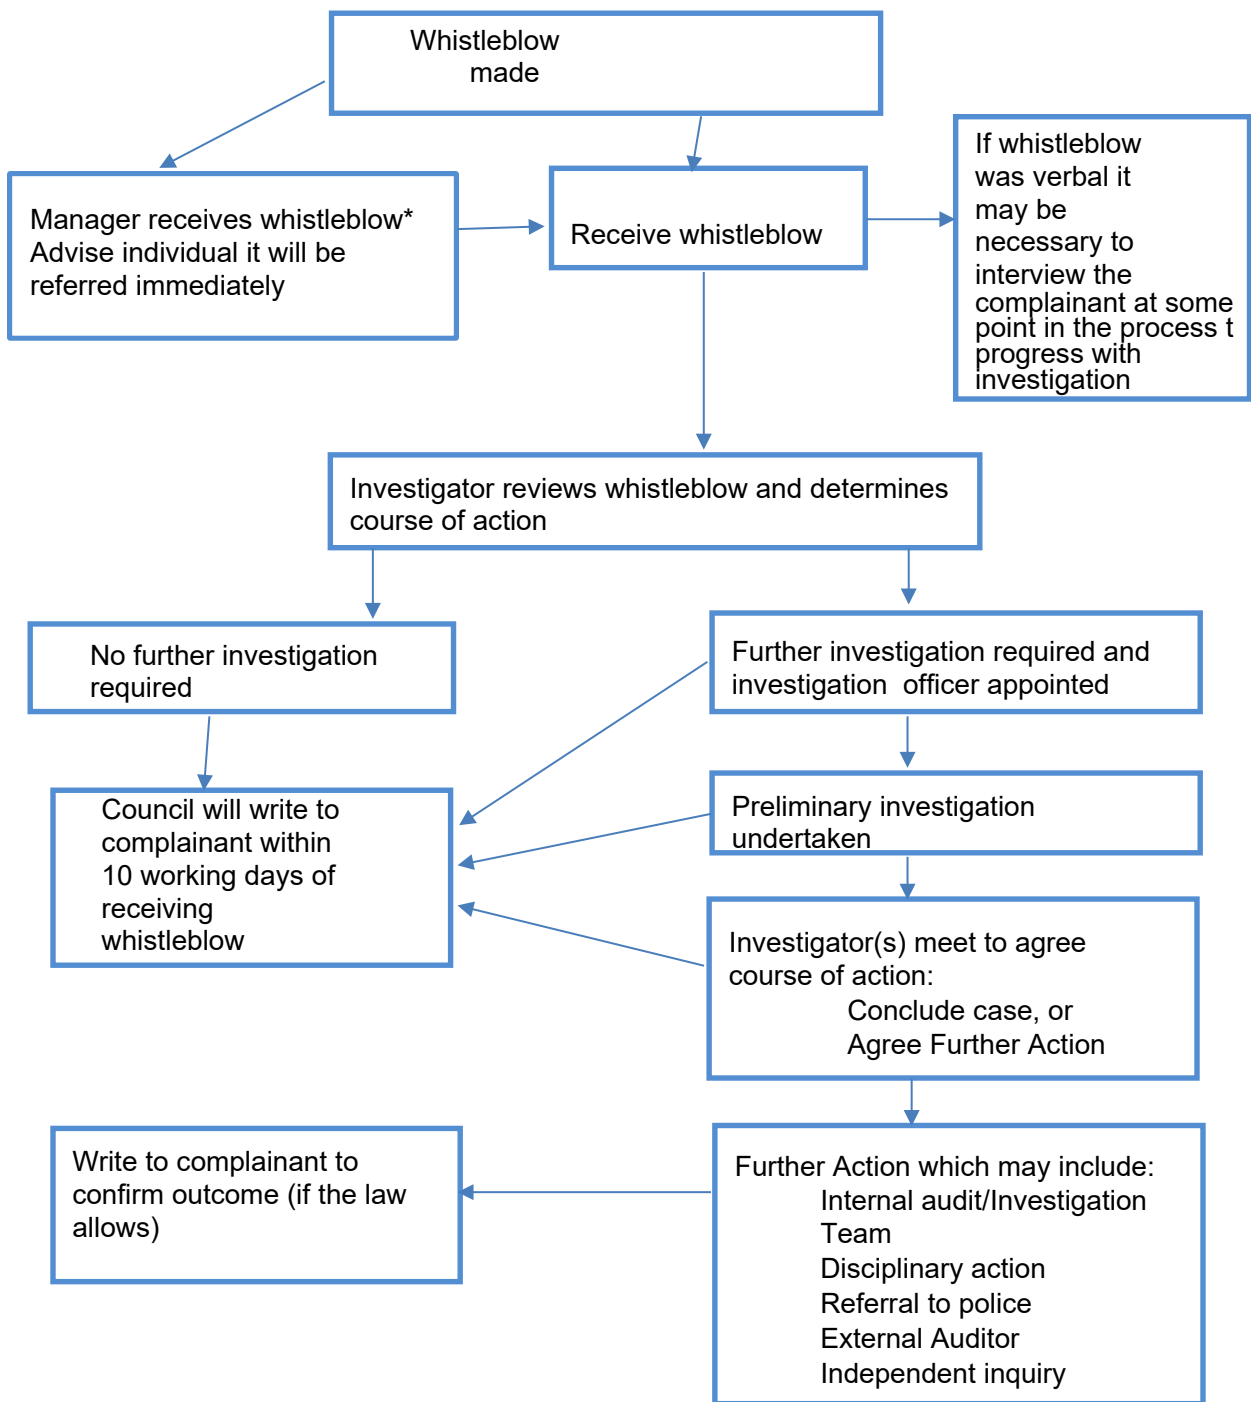 Whistleblow
made
Manager receives whistleblow*
Advise individual it will be
referred immediately
Receive whistleblow
If whistleblow
was verbal it
may be
necessary to
interview the
complainant at some
point in the process t
progress with
investigation
Investigator reviews whistleblow and determines
course of action
No further investigation
required
Further investigation required and
investigation officer appointed
Council will write to
complainant within
10 working days of
receiving
whistleblow
Preliminary investigation
undertaken
Investigator(s) meet to agree
course of action:
Conclude case, or
Agree Further Action
Write to complainant to
confirm outcome (if the law
allows)
Further Action which may include:
Internal audit/Investigation
Team
Disciplinary action
Referral to police
External Auditor
Independent inquiry